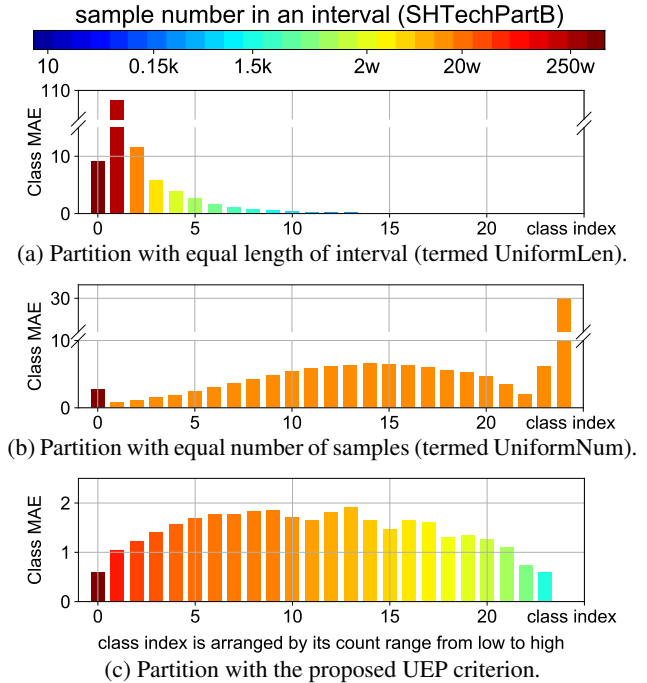 sample number in an interval (SHTechPartB)
10 0.15k 1.5k 2w 20w 250w
110
10
0
Class MAE
0 5 10 15 20 class index
(a) Partition with equal length of interval (termed UniformLen).
30
10
0
Class MAE
0 5 10 15 20 class index
(b) Partition with equal number of samples (termed UniformNum).
2
1
0
Class MAE
0 5 10 15 20 class index
class index is arranged by its count range from low to high
(c) Partition with the proposed UEP criterion.